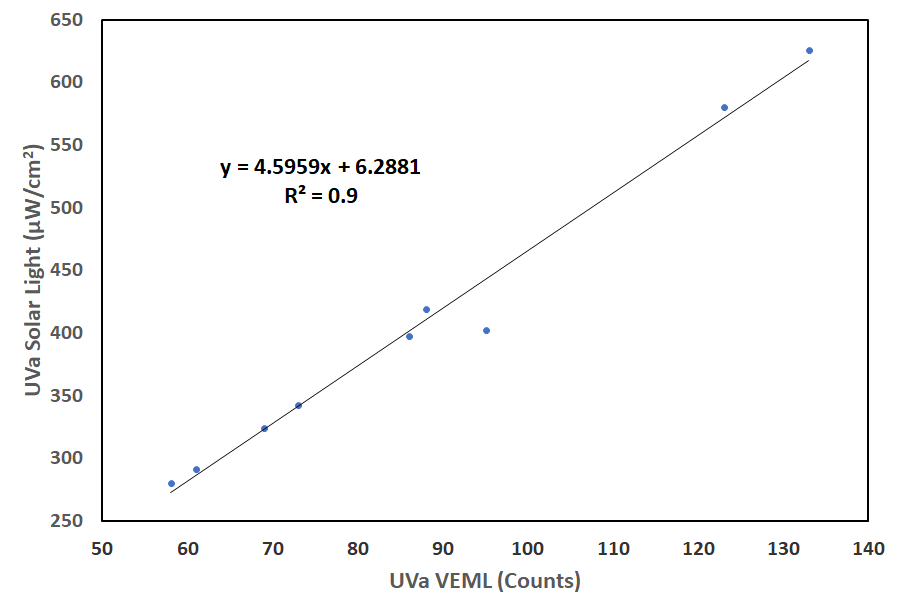 650
600
550
500
450
400
350
300
250
UVa Solar Light (µW/cm²)
y = 4.5959x + 6.2881
R² = 0.9
50 60 70 80 90 100 110 120 130 140
UVa VEML (Counts)